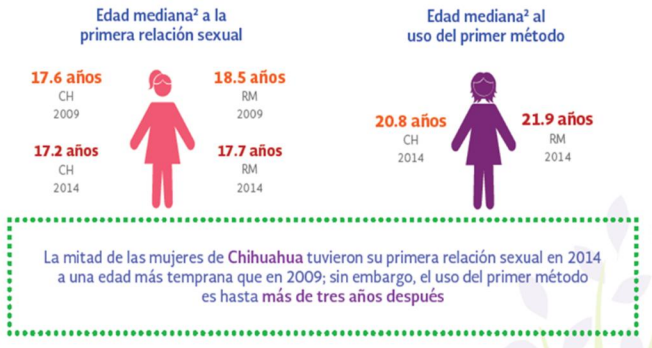 Edad mediana² a la
primera relación sexual
17.6 años
CH
2009
18.5 años
RM
2009
17.2 años
CH
2014
17.7 años
RM
2014
Edad mediana² al
uso del primer método
20.8 años
CH
2014
21.9 años
RM
2014
La mitad de las mujeres de Chihuahua tuvieron su primera relación sexual en 2014
a una edad más temprana que en 2009; sin embargo, el uso del primer método
es hasta más de tres años después